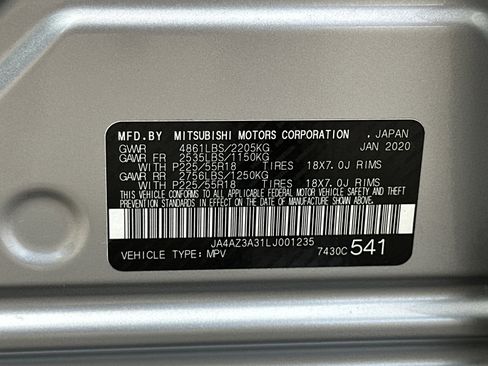 MFD.BY MITSUBISHI MOTORS CORPORATION . JAPAN
GVWR 4861LBS/2205KG JAN 2020
GAWR FR 2535LBS/1150KG
WITH P225/55R18 TIRES 18X7.0J RIMS
GAWR RR 2756LBS/1250KG
WITH P225/55R18 TIRES 18X7.0J RIMS
THIS VEHICLE CONFORMS TO ALL APPLICABLE FEDERAL MOTOR VEHICLE SAFETY AND
THEFT PREVENTION STANDARDS IN EFFECT ON THE DATE OF MANUFACTURE SHOWN ABOVE.
JA4AZ3A31LJ001235
VEHICLE TYPE: MPV 7430C 541